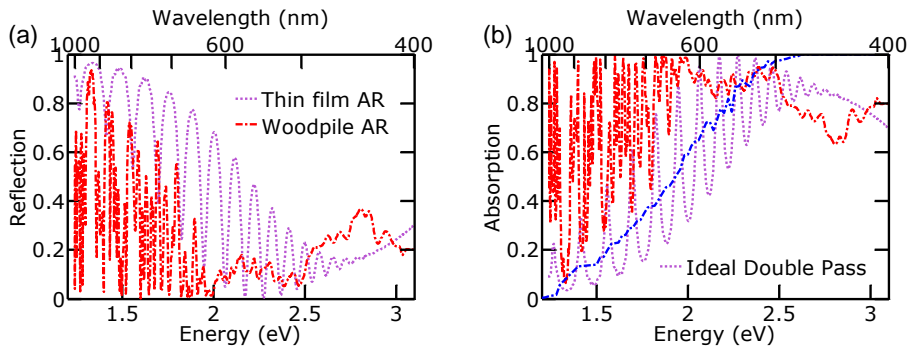 Wavelength (nm)
Wavelength (nm)
(a)
1000
600
400
(b)
1000
600
400
1
0.8
0.6
0.4
0.2
0
Reflection
Thin film AR
Woodpile AR
1.5
2
2.5
3
Energy (eV)
1
0.8
0.6
0.4
0.2
0
Absorption
Ideal Double Pass
1.5
2
2.5
3
Energy (eV)